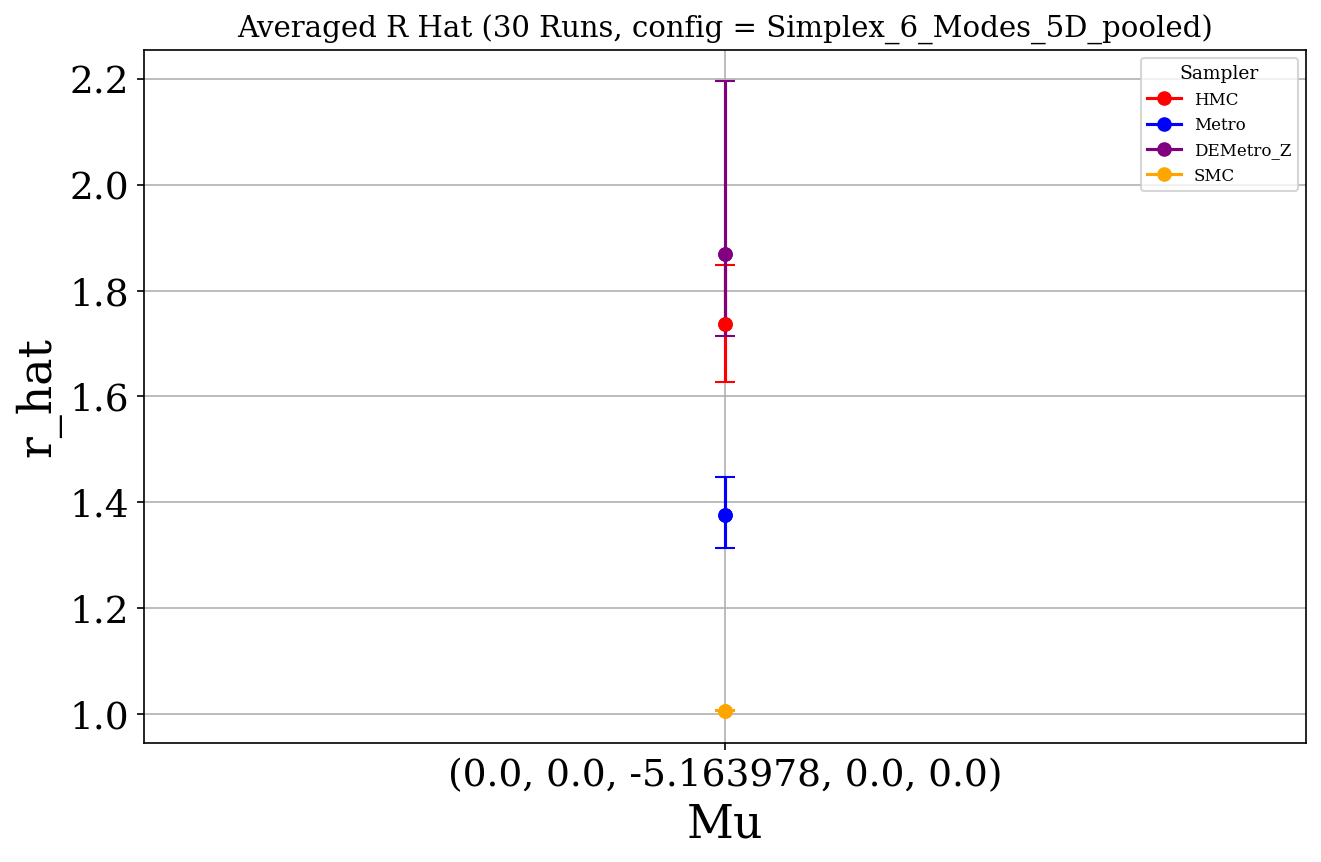 Averaged R Hat (30 Runs, config = Simplex_6_Modes_5D_pooled)
Sampler
HMC
Metro
DEMetro_Z
SMC
r_hat
2.2
2.0
1.8
1.6
1.4
1.2
1.0
(0.0, 0.0, -5.163978, 0.0, 0.0)
Mu